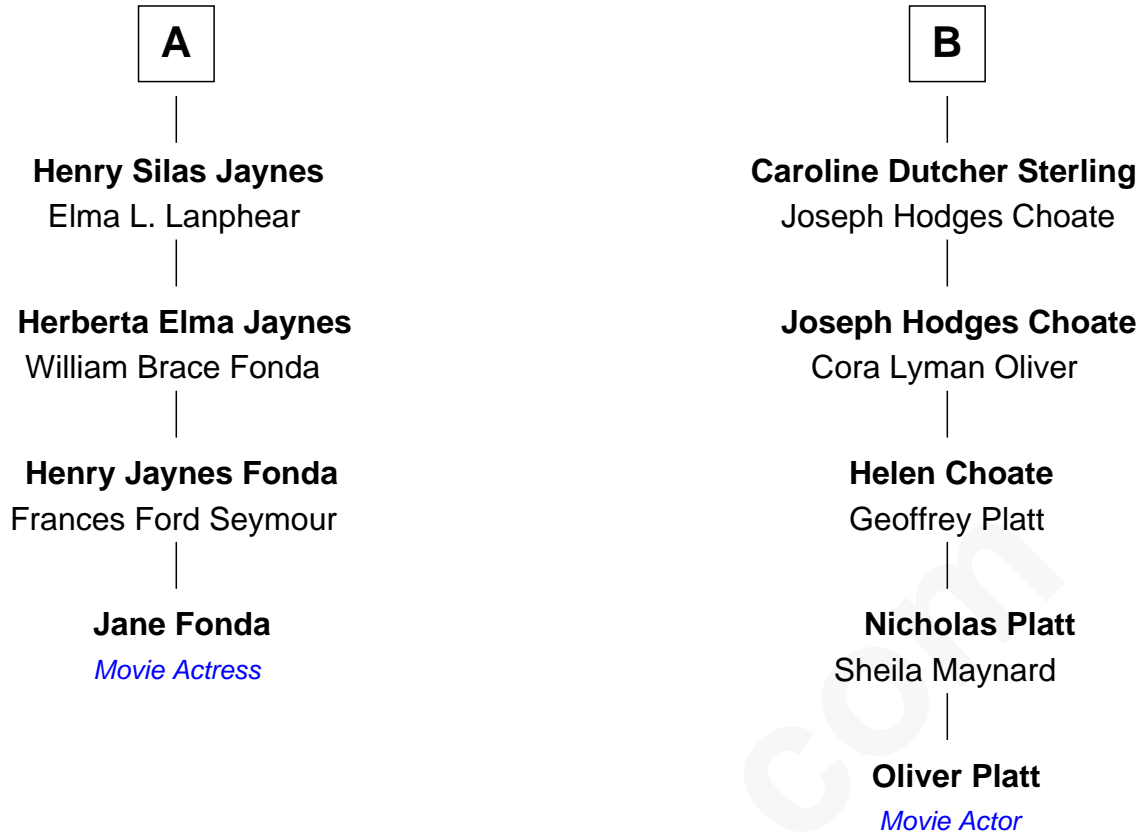 A
Henry Silas Jaynes
Elma L. Lanphear
Herberta Elma Jaynes
William Brace Fonda
Henry Jaynes Fonda
Frances Ford Seymour
Jane Fonda
Movie Actress
B
Caroline Dutcher Sterling
Joseph Hodges Choate
Joseph Hodges Choate
Cora Lyman Oliver
Helen Choate
Geoffrey Platt
Nicholas Platt
Sheila Maynard
Oliver Platt
Movie Actor
com